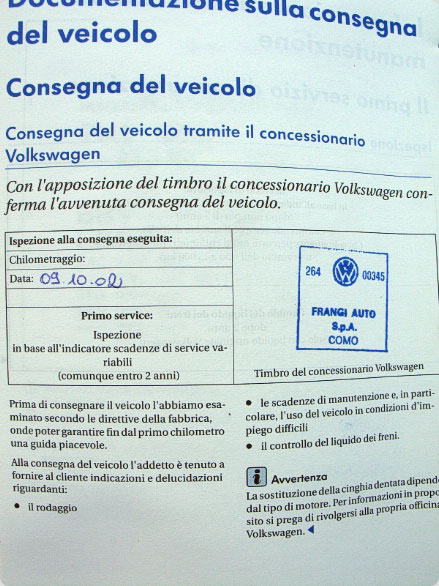 Documentazione sulla consegna
del veicolo
Consegna del veicolo
Consegna del veicolo tramite il concessionario
Volkswagen
Con l'apposizione del timbro il concessionario Volkswagen con-
ferma l'avvenuta consegna del veicolo.
Ispezione alla consegna eseguita:
Chilometraggio:
Data: 09.10.02
Primo service:
Ispezione
in base all'indicatore scadenze di service va-
riabili
(comunque entro 2 anni)
264 00345
FRANGI AUTO
S.p.A.
COMO
Timbro del concessionario Volkswagen
Prima di consegnare il veicolo l'abbiamo esa-
minato secondo le direttive della fabbrica,
onde poter garantire fin dal primo chilometro
una guida piacevole.
Alla consegna del veicolo l'addetto è tenuto a
fornire al cliente indicazioni e delucidazioni
riguardanti:
• il rodaggio
• le scadenze di manutenzione e, in parti-
colare, l'uso del veicolo in condizioni d'im-
piego difficili
• il controllo del liquido dei freni.
i Avvertenza
La sostituzione della cinghia dentata dipende
dal tipo di motore. Per informazioni in propo
sito si prega di rivolgersi alla propria officina
Volkswagen.